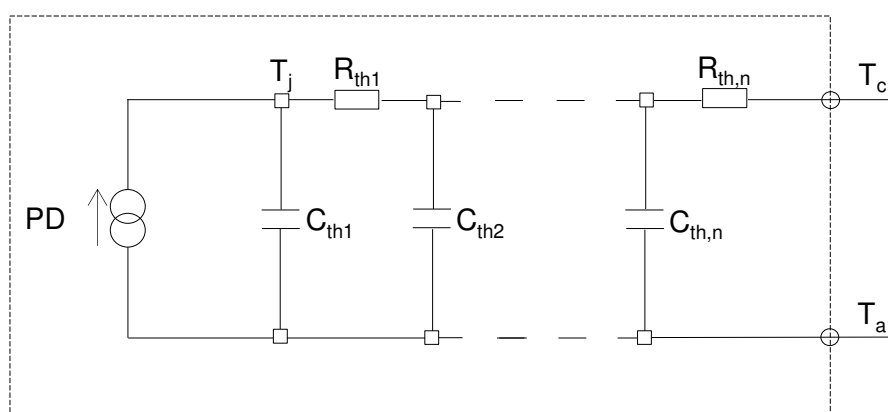 T_j R_th1 R_th,n T_c
PD C_th1 C_th2 C_th,n
T_a